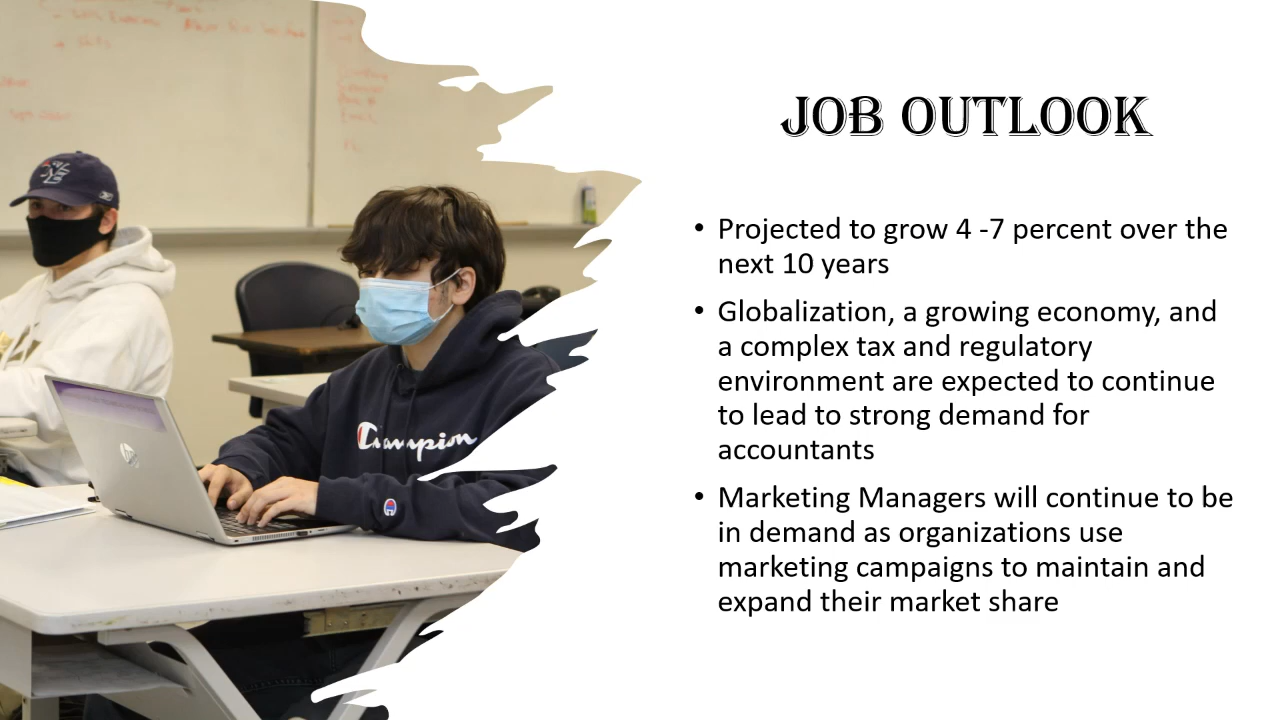 JOB OUTLOOK
• Projected to grow 4 -7 percent over the
next 10 years
• Globalization, a growing economy, and
a complex tax and regulatory
environment are expected to continue
to lead to strong demand for
accountants
• Marketing Managers will continue to be
in demand as organizations use
marketing campaigns to maintain and
expand their market share
Champion
hp